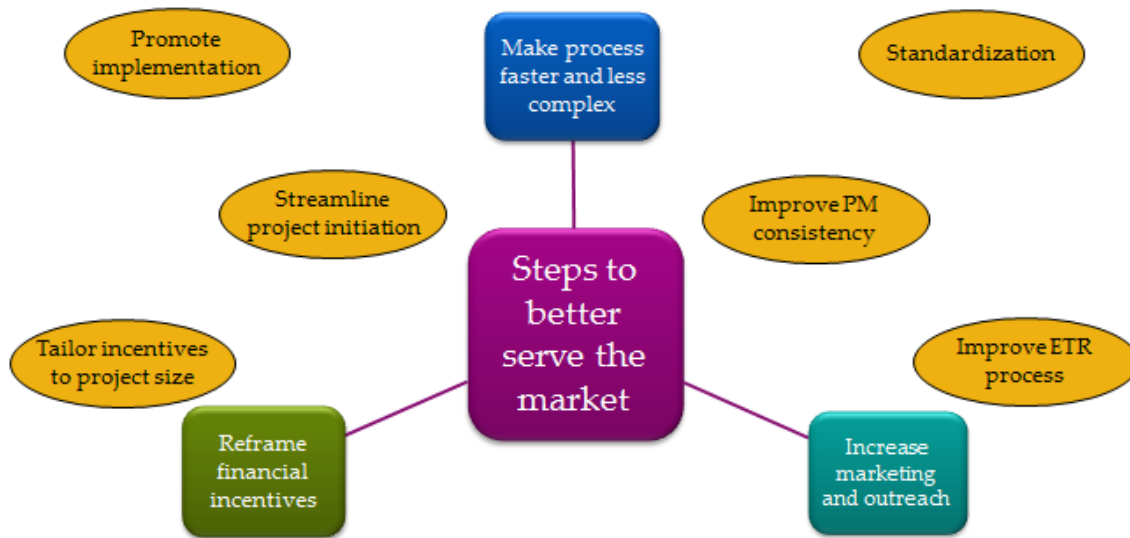 Promote
implementation
Make process
faster and less
complex
Standardization
Streamline
project initiation
Improve PM
consistency
Steps to
better
serve the
market
Tailor incentives
to project size
Improve ETR
process
Reframe
financial
incentives
Increase
marketing
and outreach